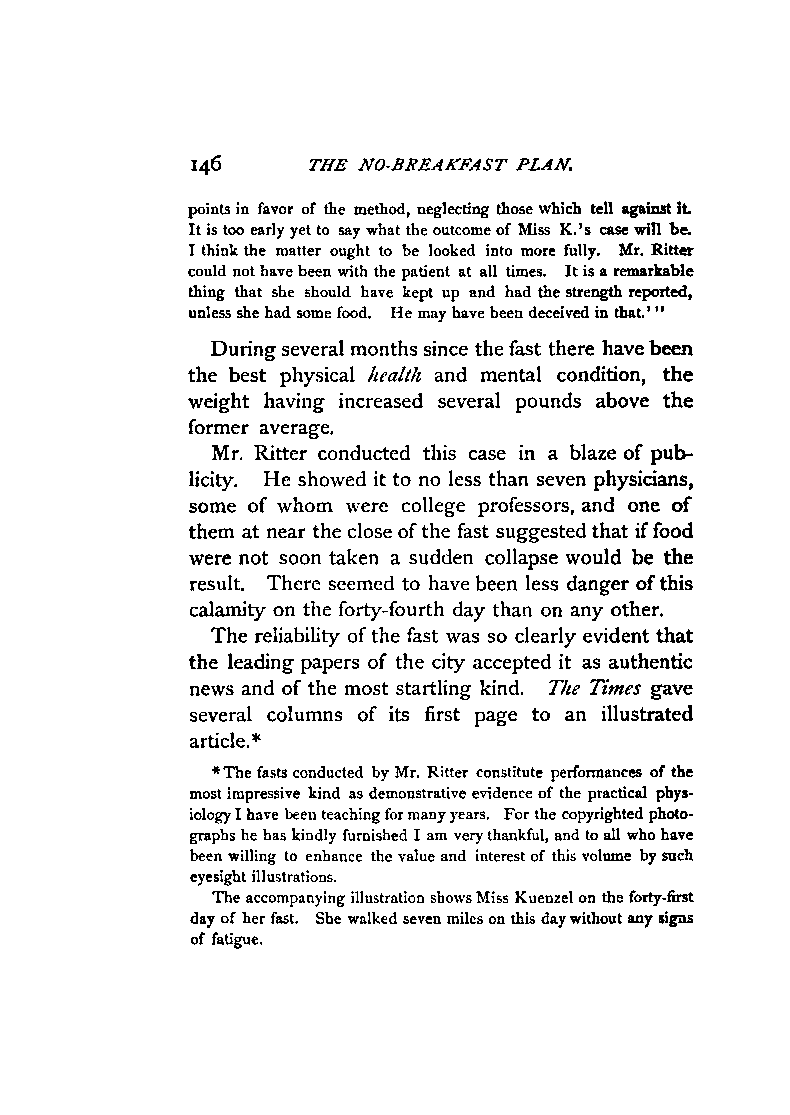 146 THE NO-BREAKFAST PLAN.
points in favor of the method, neglecting those which tell against it.
It is too early yet to say what the outcome of Miss K.'s case will be.
I think the matter ought to be looked into more fully. Mr. Ritter
could not have been with the patient at all times. It is a remarkable
thing that she should have kept up and had the strength reported,
unless she had some food. He may have been deceived in that.' "
During several months since the fast there have been
the best physical health and mental condition, the
weight having increased several pounds above the
former average.
Mr. Ritter conducted this case in a blaze of pub-
licity. He showed it to no less than seven physicians,
some of whom were college professors, and one of
them at near the close of the fast suggested that if food
were not soon taken a sudden collapse would be the
result. There seemed to have been less danger of this
calamity on the forty-fourth day than on any other.
The reliability of the fast was so clearly evident that
the leading papers of the city accepted it as authentic
news and of the most startling kind. The Times gave
several columns of its first page to an illustrated
article.*
*The fasts conducted by Mr. Ritter constitute performances of the
most impressive kind as demonstrative evidence of the practical phys-
iology I have been teaching for many years. For the copyrighted photo-
graphs he has kindly furnished I am very thankful, and to all who have
been willing to enhance the value and interest of this volume by such
eyesight illustrations.
The accompanying illustration shows Miss Kuenzel on the forty-first
day of her fast. She walked seven miles on this day without any signs
of fatigue.